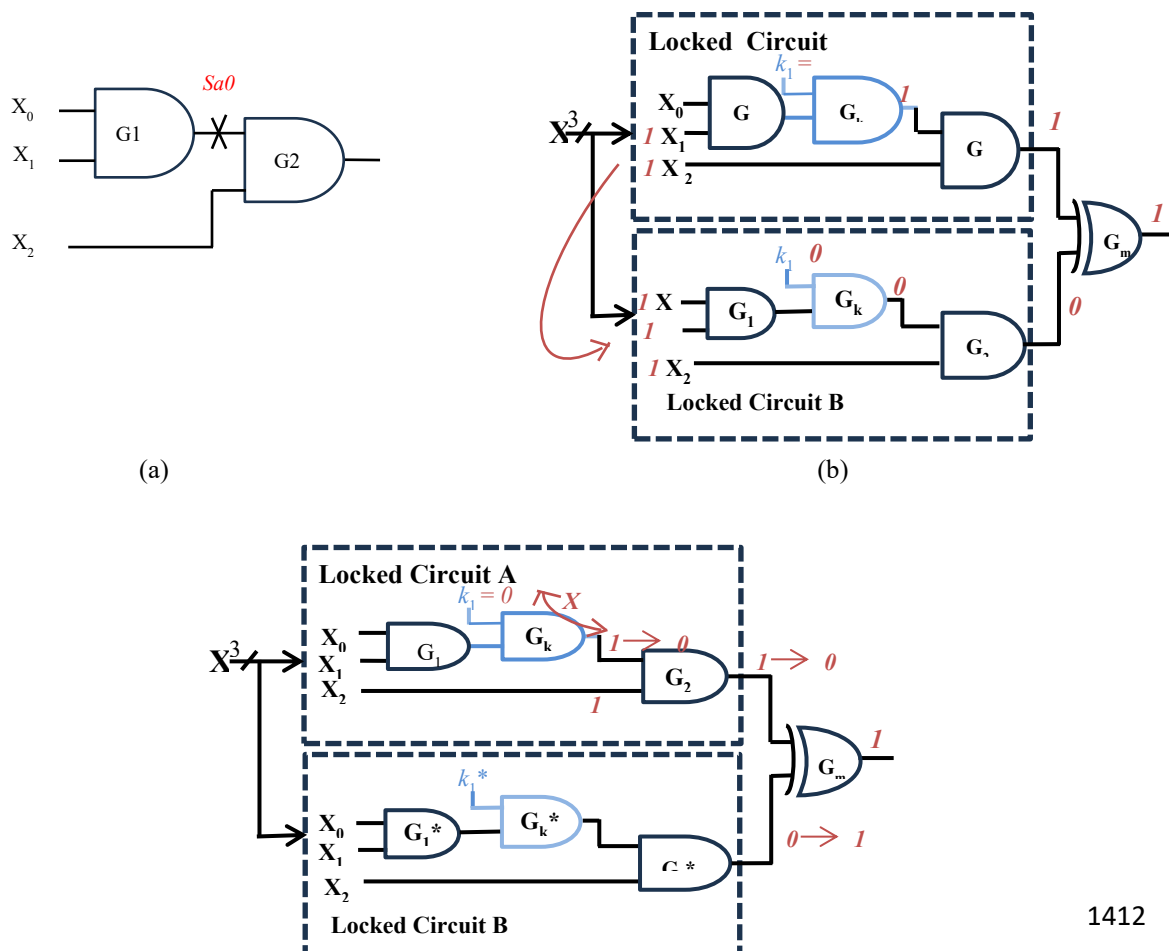 Sa0
X0
G1
X1
G2
X2
(a)
Locked Circuit
k1 =
X0
G
1
1
X3
1 X1
G
1 X2
1
Gm
k1 0
0
0
1 X
G1
Gk
1
1 X2
Locked Circuit B
(b)
Locked Circuit A
k1 = 0
X
X0
G1
Gk
1 → 0
1 → 0
X3
X1
G2
X2
1
1
k1*
X0
G1*
Gk*
X1
0 → 1
X2
Locked Circuit B
1412